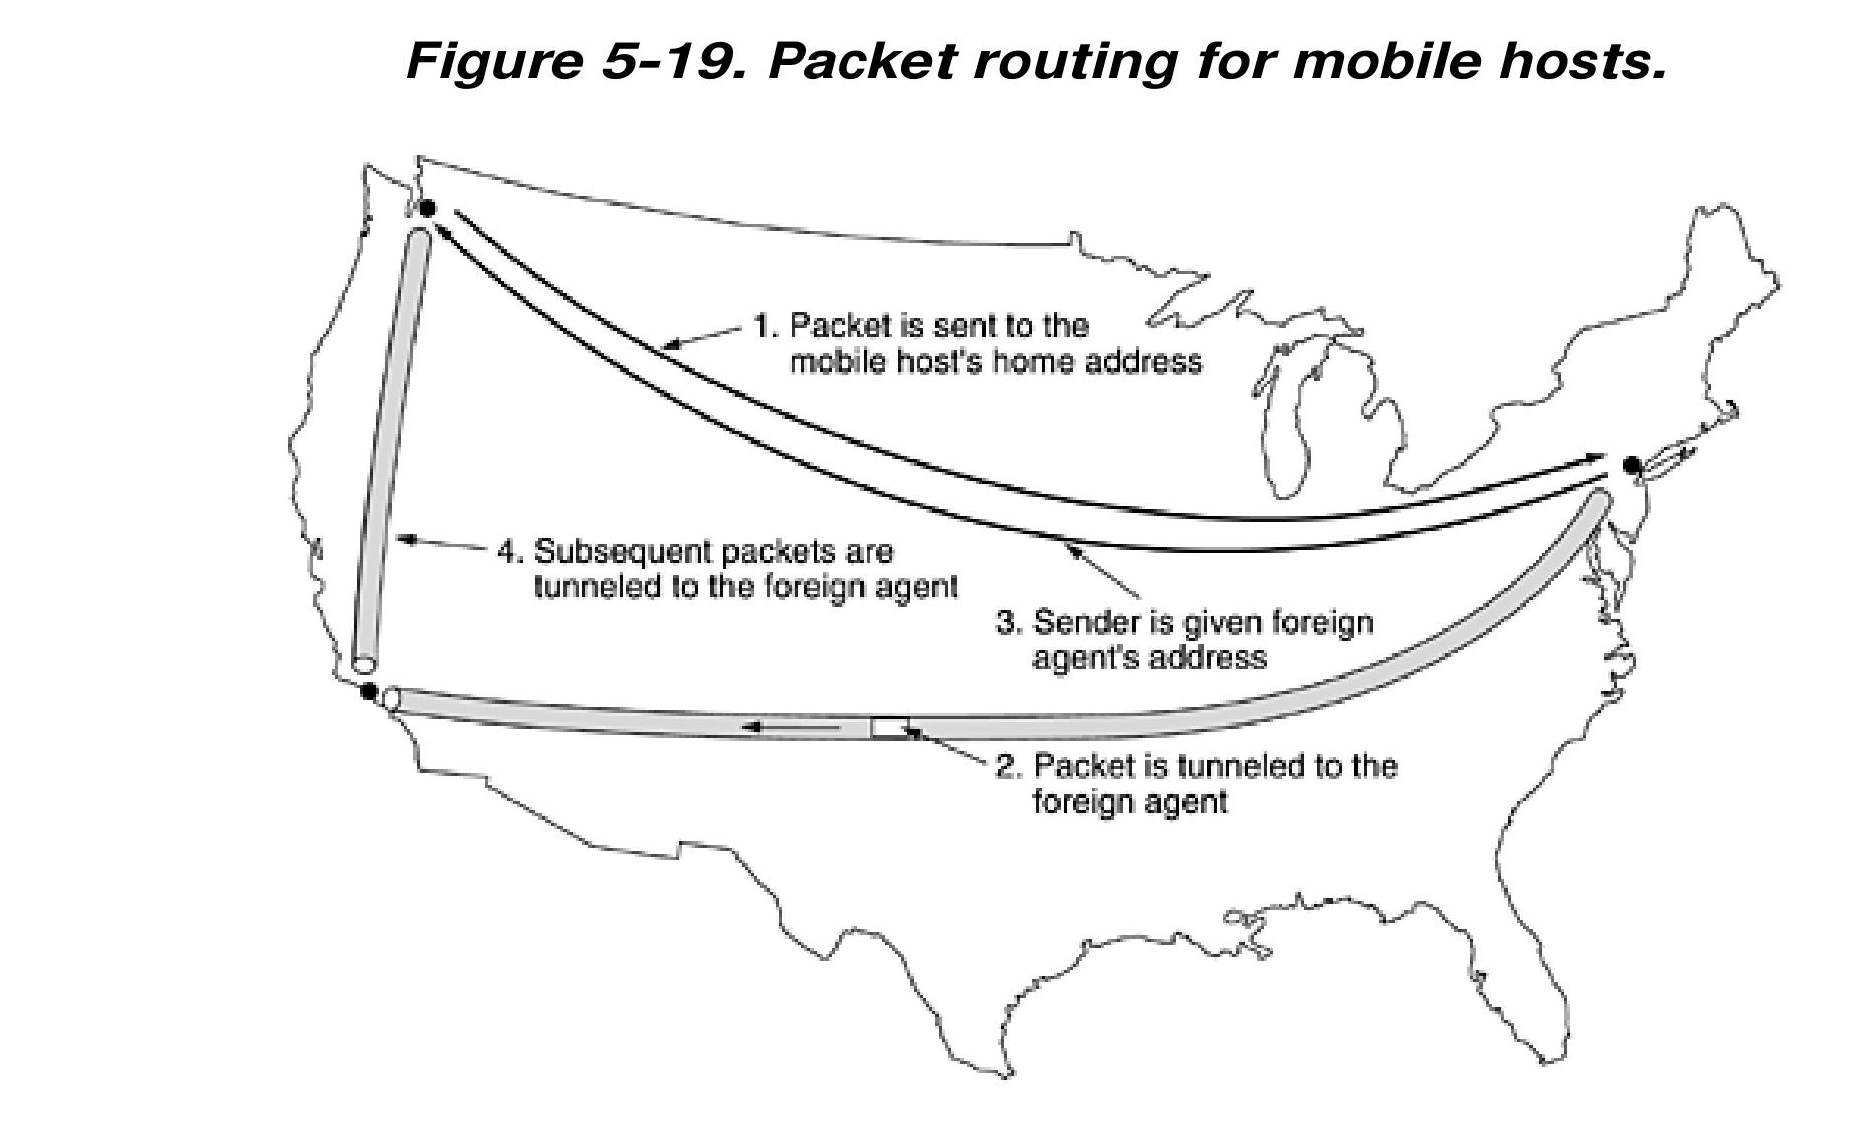 Figure 5-19. Packet routing for mobile hosts.
1. Packet is sent to the
mobile host's home address
4. Subsequent packets are
tunneled to the foreign agent
3. Sender is given foreign
agent's address
2. Packet is tunneled to the
foreign agent